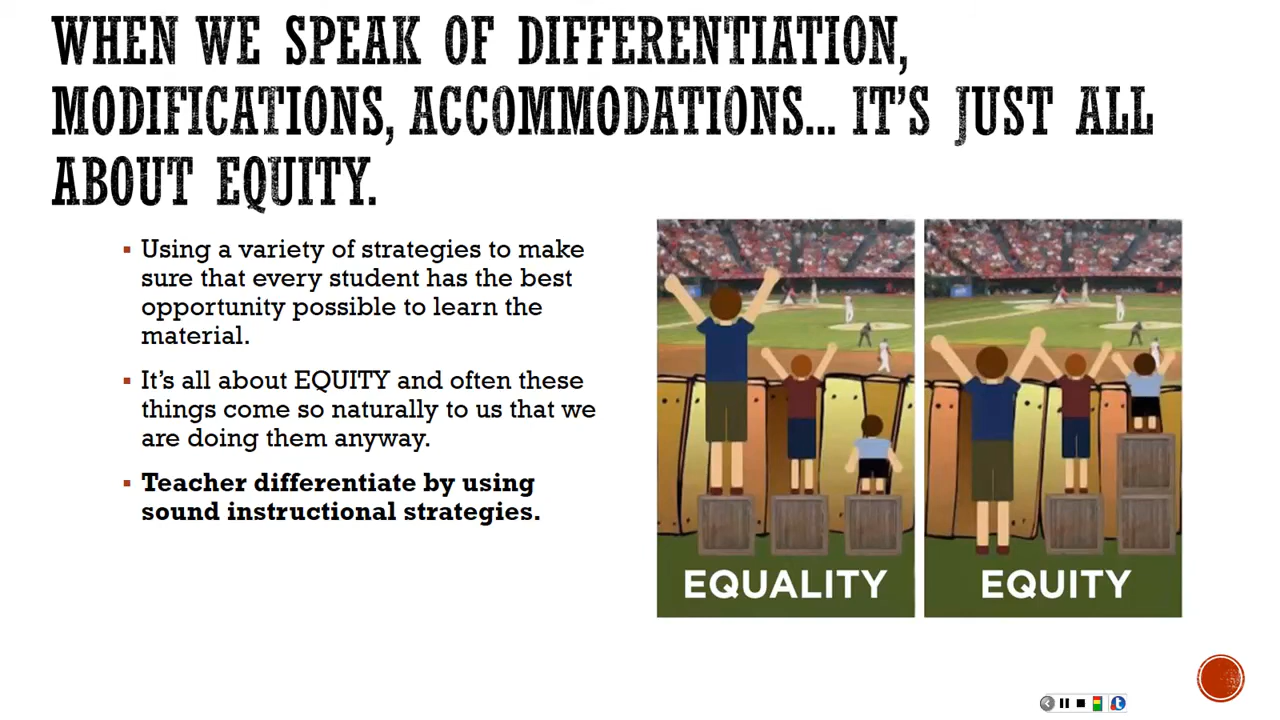 WHEN WE SPEAK OF DIFFERENTIATION,
MODIFICATIONS, ACCOMMODATIONS... IT'S JUST ALL
ABOUT EQUITY.
Using a variety of strategies to make
sure that every student has the best
opportunity possible to learn the
material.
It's all about EQUITY and often these
things come so naturally to us that we
are doing them anyway.
Teacher differentiate by using
sound instructional strategies.
EQUALITY
EQUITY
t